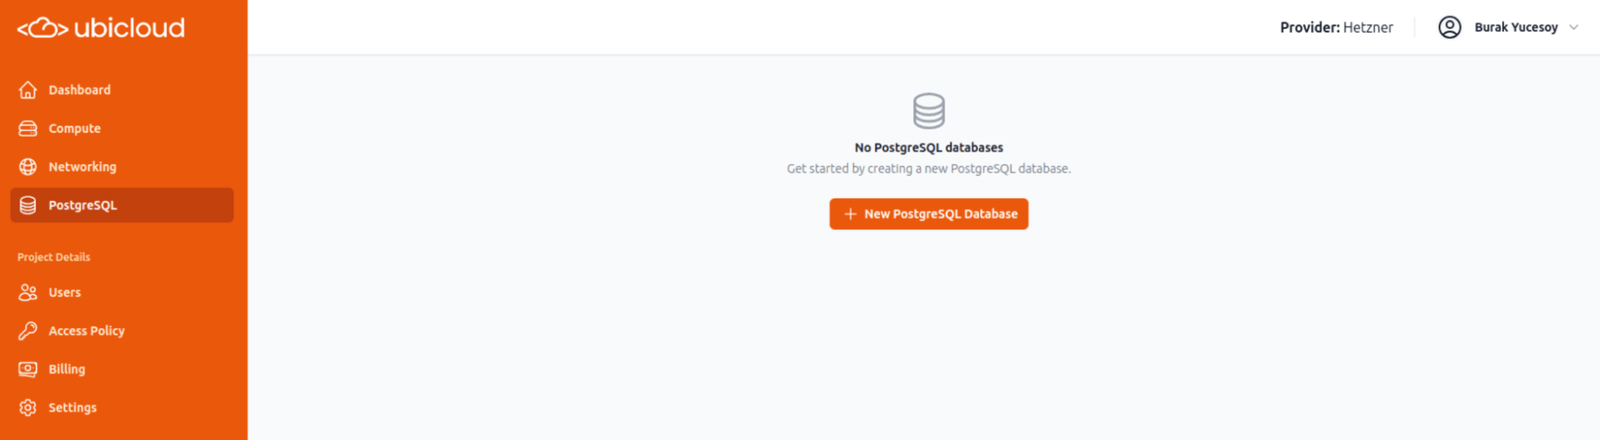 ubicloud
Provider: Hetzner
Burak Yucesoy
Dashboard
Compute
Networking
PostgreSQL
Project Details
Users
Access Policy
Billing
Settings
No PostgreSQL databases
Get started by creating a new PostgreSQL database.
New PostgreSQL Database